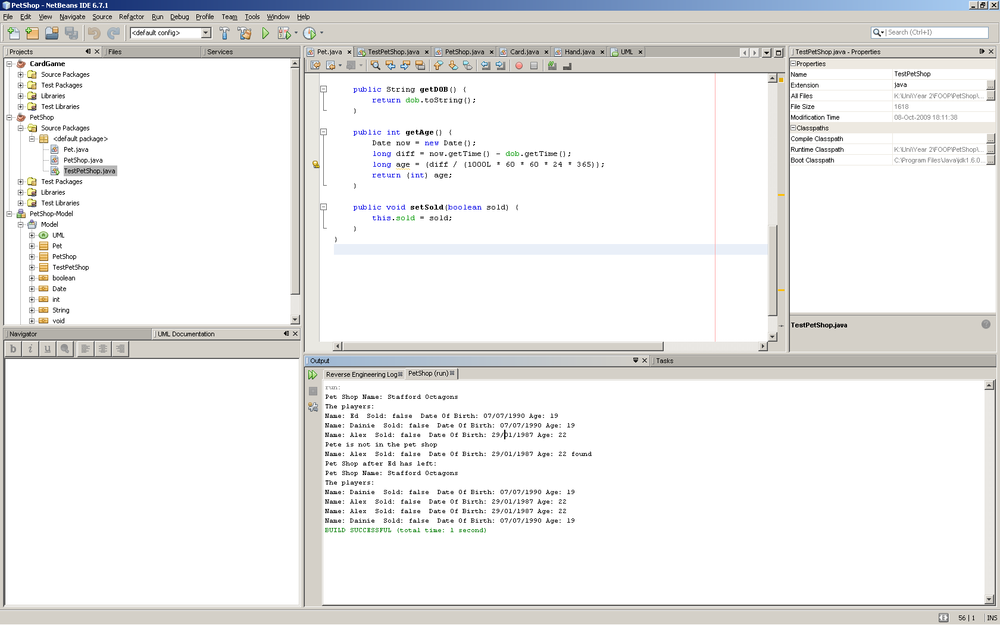 PetShop - NetBeans IDE 6.7.1
File Edit View Navigate Source Refactor Run Debug Profile Team Tools Window Help
<default config>
Search (Ctrl+I)
Projects Files Services
CardGame
Source Packages
Test Packages
Libraries
Test Libraries
PetShop
Source Packages
<default package>
Pet.java
PetShop.java
TestPetShop.java
Test Packages
Libraries
Test Libraries
PetShop-Model
Model
UML
Pet
PetShop
TestPetShop
boolean
Date
int
String
void
Navigator UML Documentation
b i u
Pet.java TestPetShop.java PetShop.java Card.java Hand.java UML
public String getDOB() {
return dob.toString();
}
public int getAge() {
Date now = new Date();
long diff = now.getTime() - dob.getTime();
long age = (diff / (1000L * 60 * 60 * 24 * 365));
return (int) age;
}
public void setSold(boolean sold) {
this.sold = sold;
}
}
TestPetShop.java - Properties
Properties
Name TestPetShop
Extension java ...
All Files K:\Uni\Year 2\FOOP\PetShop\... ...
File Size 1618
Modification Time 08-Oct-2009 18:11:38
Classpaths
Compile Classpath ...
Runtime Classpath K:\Uni\Year 2\FOOP\PetShop\... ...
Boot Classpath C:\Program Files\Java\jdk1.6.0... ...
TestPetShop.java
?
Output Tasks
Reverse Engineering Log PetShop (run)
run:
Pet Shop Name: Stafford Octagons
The players:
Name: Ed Sold: false Date Of Birth: 07/07/1990 Age: 19
Name: Dainie Sold: false Date Of Birth: 07/07/1990 Age: 19
Name: Alex Sold: false Date Of Birth: 29/01/1987 Age: 22
Pete is not in the pet shop
Name: Alex Sold: false Date Of Birth: 29/01/1987 Age: 22 found
Pet Shop after Ed has left:
Pet Shop Name: Stafford Octagons
The players:
Name: Dainie Sold: false Date Of Birth: 07/07/1990 Age: 19
Name: Alex Sold: false Date Of Birth: 29/01/1987 Age: 22
Name: Alex Sold: false Date Of Birth: 29/01/1987 Age: 22
Name: Dainie Sold: false Date Of Birth: 07/07/1990 Age: 19
BUILD SUCCESSFUL (total time: 1 second)
56 | 1 INS